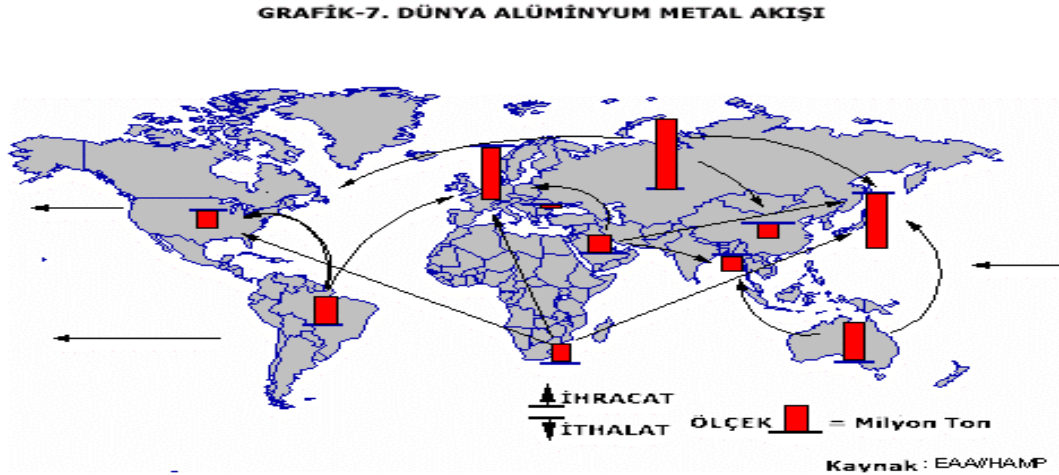 GRAFİK-7. DÜNYA ALÜMİNYUM METAL AKIŞI
İHRACAT
İTHALAT
ÖLÇEK = Milyon Ton
Kaynak : EAA//HAMP